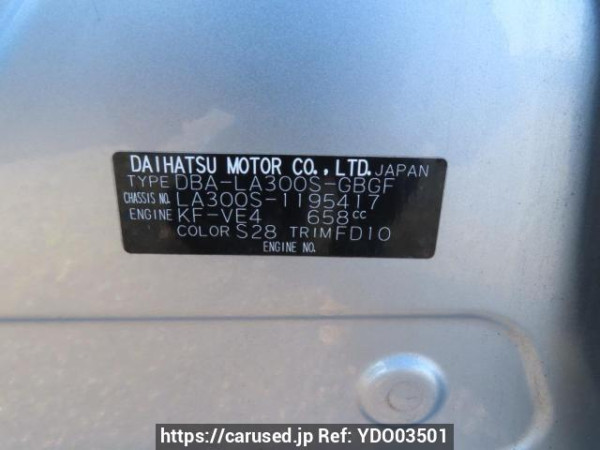 DAIHATSU MOTOR CO.,LTD.JAPAN
TYPE DBA-LA300S-GBGF
CHASSIS NO. LA300S-1195417
ENGINE KF-VE4 658cc
COLOR S28 TRIM FD10
ENGINE NO.
https://carused.jp Ref: YDO03501